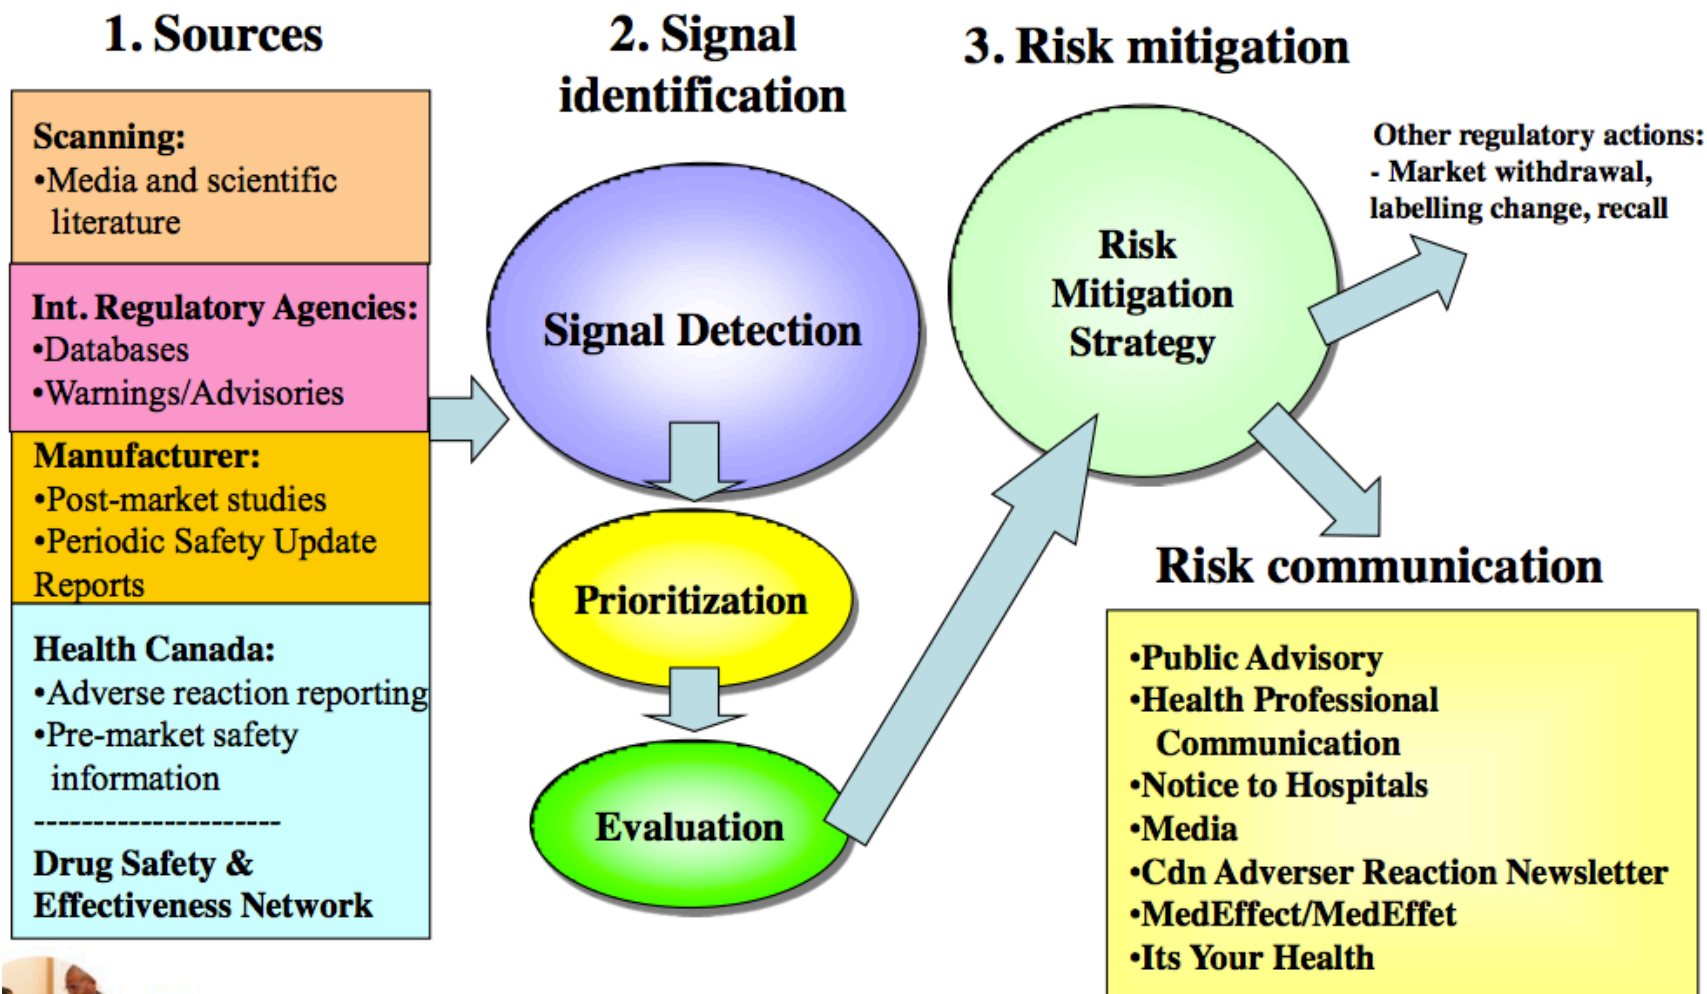 1. Sources
Scanning:
•Media and scientific
literature
Int. Regulatory Agencies:
•Databases
•Warnings/Advisories
Manufacturer:
•Post-market studies
•Periodic Safety Update
Reports
Health Canada:
•Adverse reaction reporting
•Pre-market safety
information
---------------------
Drug Safety &
Effectiveness Network
2. Signal
identification
Signal Detection
Prioritization
Evaluation
3. Risk mitigation
Risk
Mitigation
Strategy
Other regulatory actions:
- Market withdrawal,
labelling change, recall
Risk communication
•Public Advisory
•Health Professional
Communication
•Notice to Hospitals
•Media
•Cdn Adverser Reaction Newsletter
•MedEffect/MedEffet
•Its Your Health